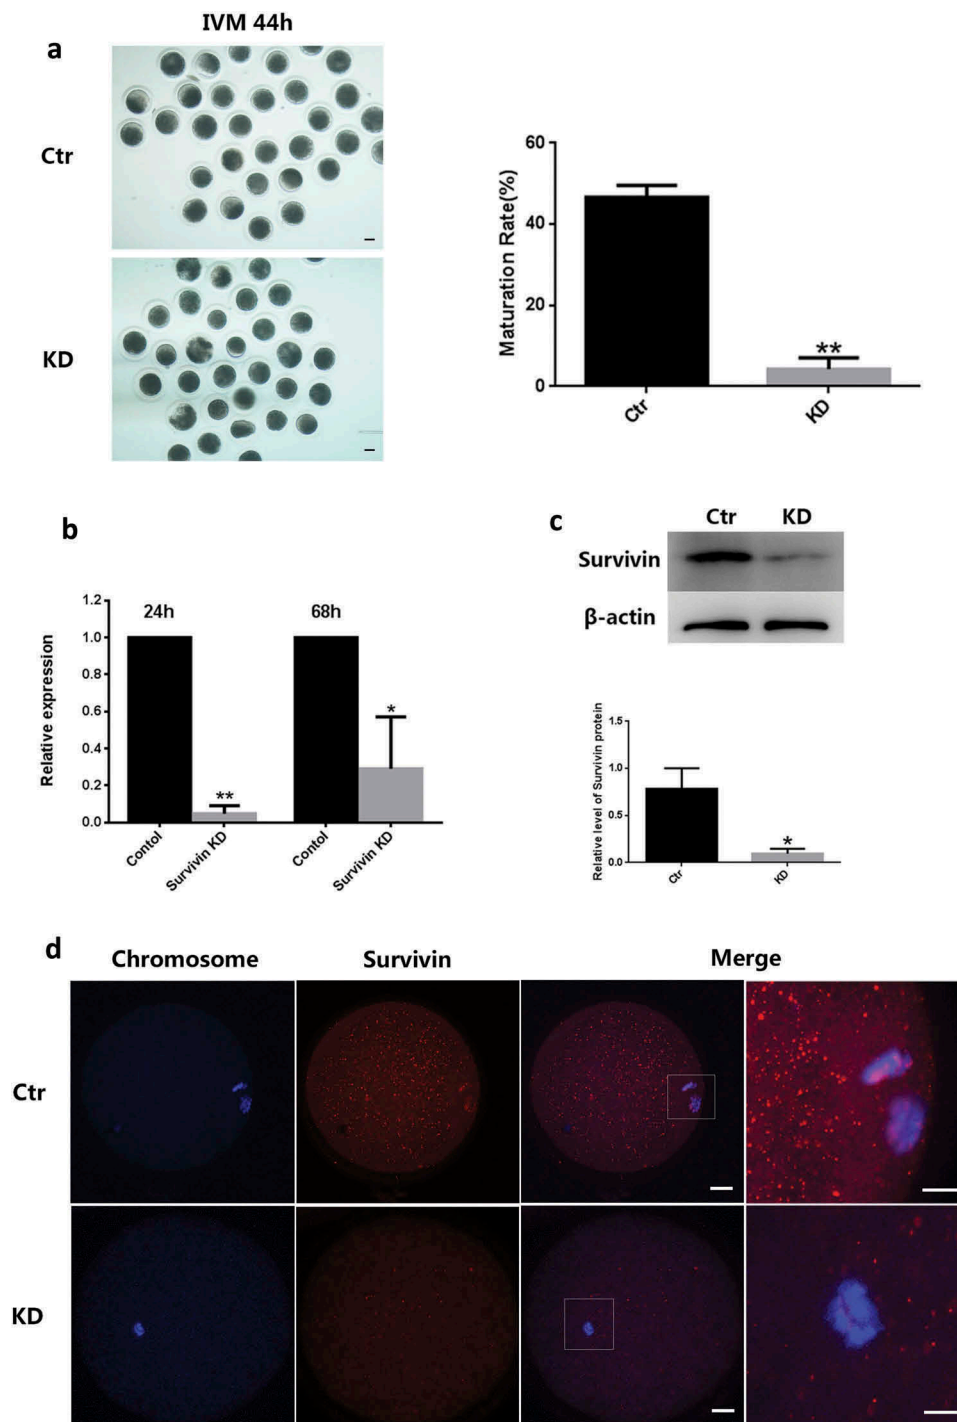 IVM 44h
a
Ctr
KD
Maturation Rate(%)
60
40
20
0
**
Ctr
KD
b
Relative expression
1.2
1.0
0.8
0.6
0.4
0.2
0.0
24h
68h
**
*
Contol
Survivin KD
Contol
Survivin KD
c
Ctr KD
Survivin
β-actin
Relative level of Survivin protein
1.5
1.0
0.5
0.0
*
Ctr
KD
d
Chromosome Survivin Merge
Ctr
KD